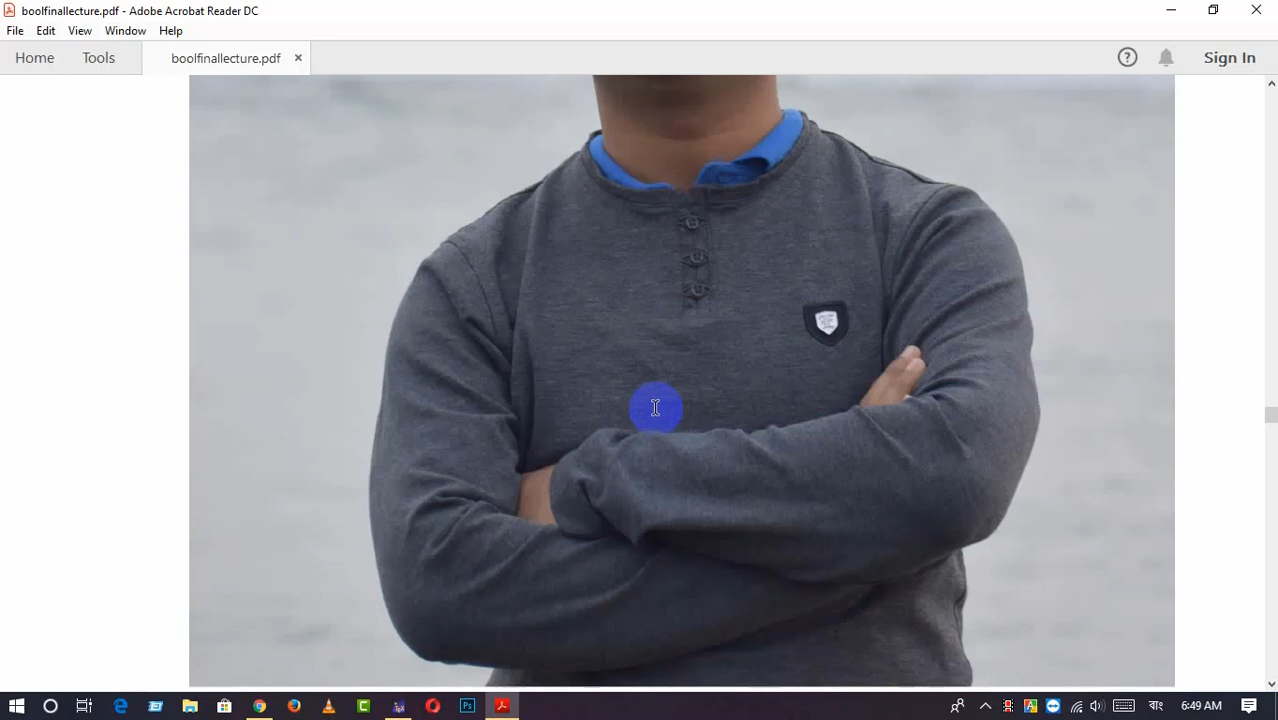 boolfinallecture.pdf - Adobe Acrobat Reader DC
File Edit View Window Help
Home Tools boolfinallecture.pdf × Sign In
বাং 6:49 AM